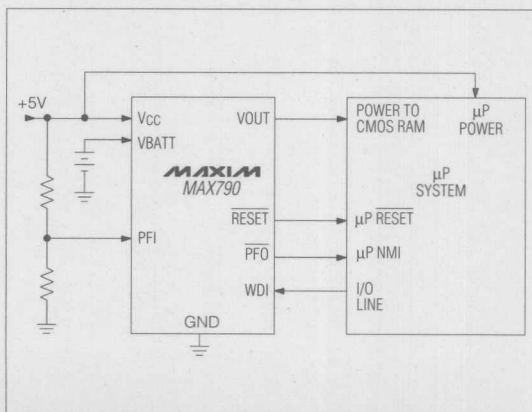 +5V
VCC
VBATT
PFI
VOUT
MAXIM
MAX790
RESET
PFO
WDI
GND
POWER TO
CMOS RAM
µP
POWER
µP
SYSTEM
µP RESET
µP NMI
I/O
LINE